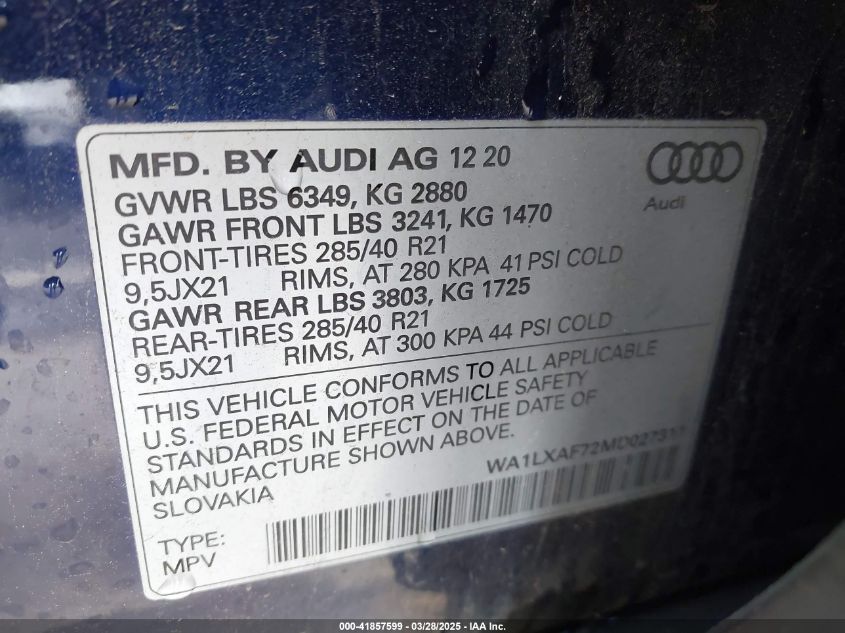 MFD. BY AUDI AG 12 20
Audi
GVWR LBS 6349, KG 2880
GAWR FRONT LBS 3241, KG 1470
FRONT-TIRES 285/40 R21
9,5JX21 RIMS, AT 280 KPA 41 PSI COLD
GAWR REAR LBS 3803, KG 1725
REAR-TIRES 285/40 R21
9,5JX21 RIMS, AT 300 KPA 44 PSI COLD
THIS VEHICLE CONFORMS TO ALL APPLICABLE
U.S. FEDERAL MOTOR VEHICLE SAFETY
STANDARDS IN EFFECT ON THE DATE OF
MANUFACTURE SHOWN ABOVE.
SLOVAKIA
TYPE:
MPV
000-41857599 - 03/28/2025 - IAA Inc.